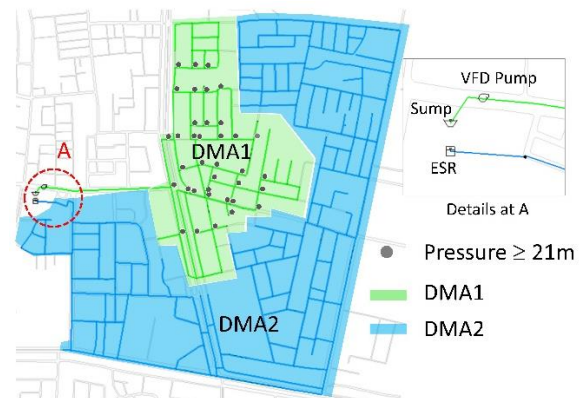 A
DMA1
DMA2
VFD Pump
Sump
ESR
Details at A
Pressure ≥ 21m
DMA1
DMA2